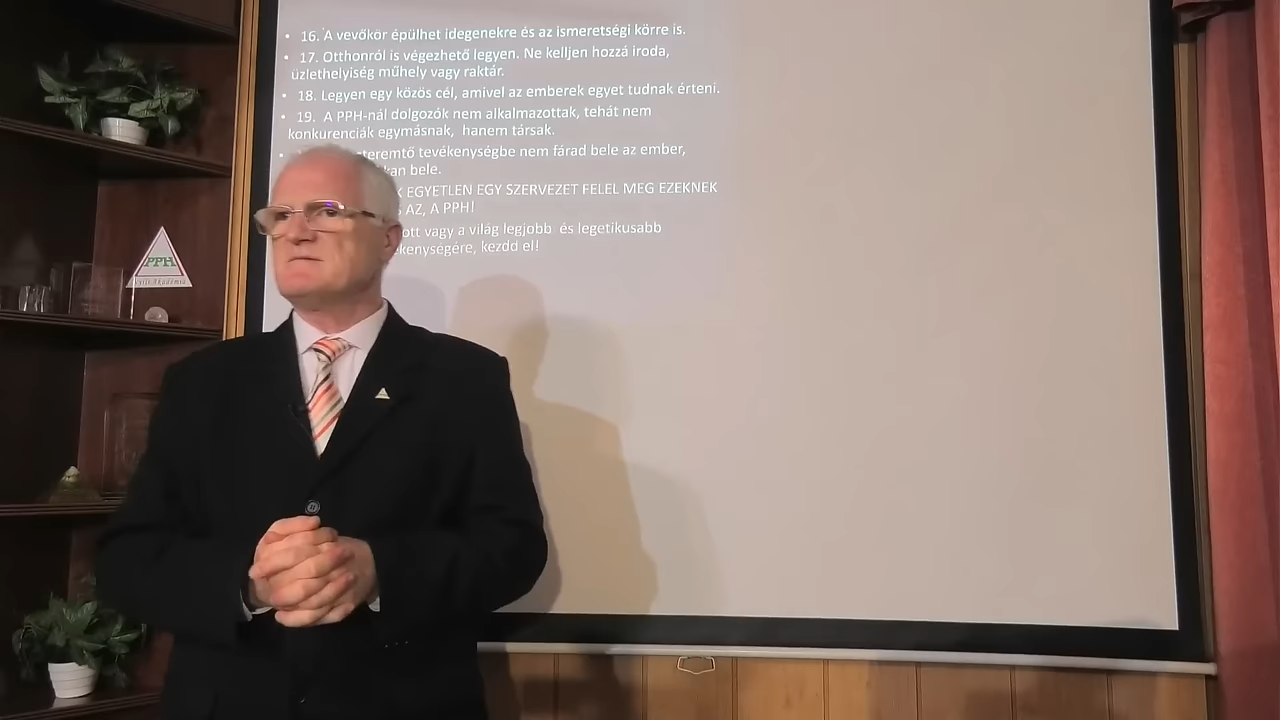 • 16. A vevőkör épülhet idegenekre és az ismeretségi körre is.
• 17. Otthonról is végezhető legyen. Ne kelljen hozzá iroda,
üzlethelyiség műhely vagy raktár.
• 18. Legyen egy közös cél, amivel az emberek egyet tudnak érteni.
• 19. A PPH-nál dolgozók nem alkalmazottak, tehát nem
konkurenciák egymásnak, hanem társak.
• teremtő tevékenységbe nem fárad bele az ember,
bele.
EGYETLEN EGY SZERVEZET FELEL MEG EZEKNEK
AZ, A PPH!
vagy a világ legjobb és legetikusabb
kezdd el!
PPH
Akadémia